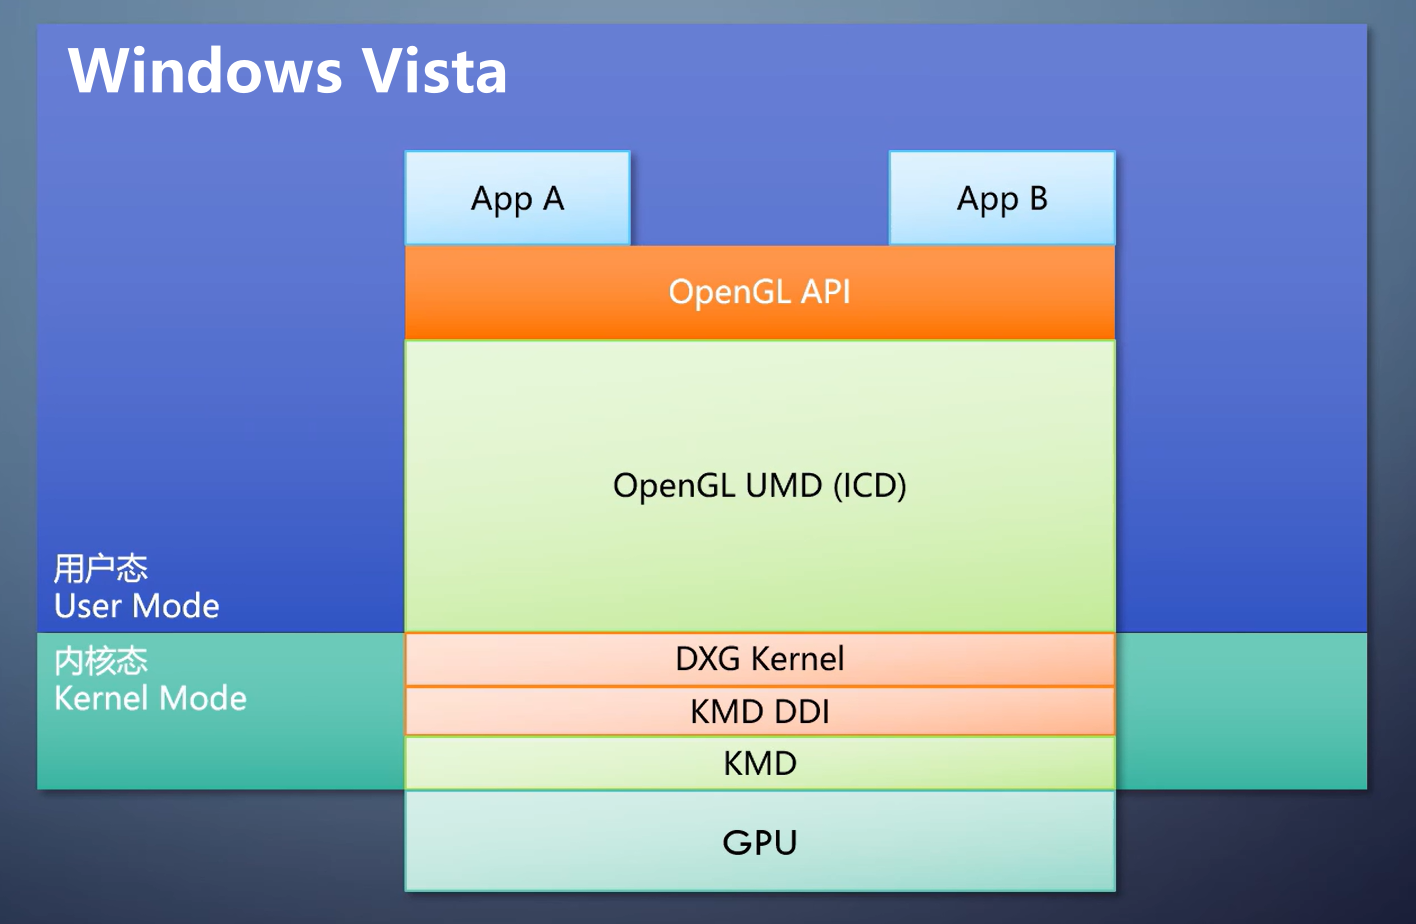 Windows Vista
App A
App B
OpenGL API
OpenGL UMD (ICD)
用户态
User Mode
内核态
Kernel Mode
DXG Kernel
KMD DDI
KMD
GPU